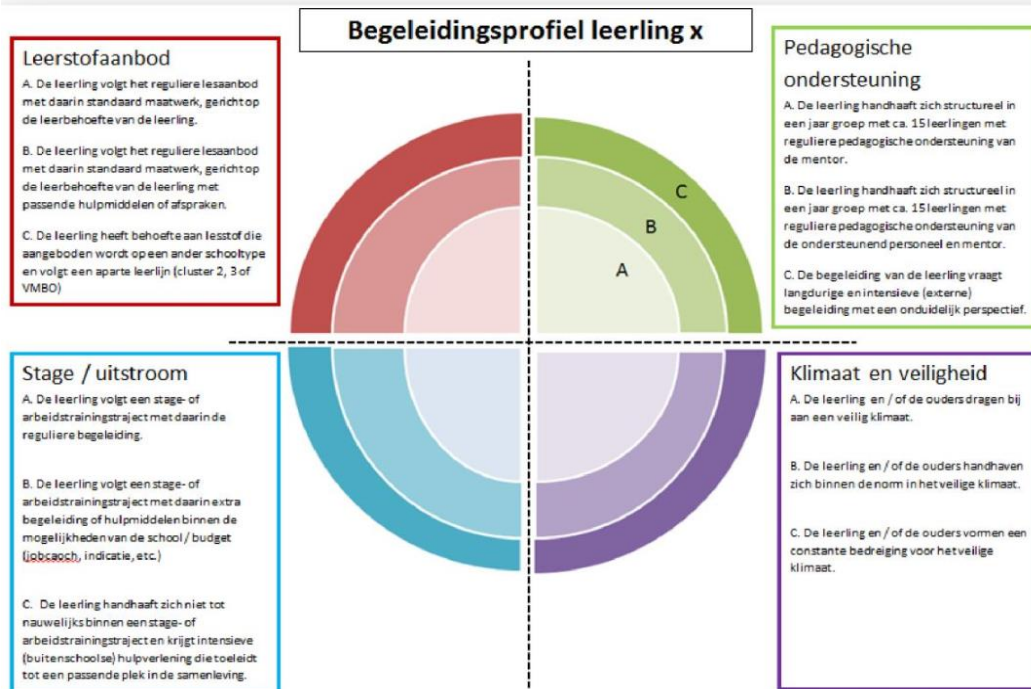 Begeleidingsprofiel leerling x
Leerstofaanbod
A. De leerling volgt het reguliere lesaanbod
met daarin standaard maatwerk, gericht op
de leerbehoefte van de leerling.
B. De leerling volgt het reguliere lesaanbod
met daarin standaard maatwerk, gericht op
de leerbehoefte van de leerling met
passende hulpmiddelen of afspraken.
C. De leerling heeft behoefte aan lesstof die
aangeboden wordt op een ander schooltype
en volgt een aparte leerlijn (cluster 2, 3 of
VMBO)
Pedagogische
ondersteuning
A. De leerling handhaaft zich structureel in
een jaar groep met ca. 15 leerlingen met
reguliere pedagogische ondersteuning van
de mentor.
B. De leerling handhaaft zich structureel in
een jaar groep met ca. 15 leerlingen met
reguliere pedagogische ondersteuning van
de ondersteunend personeel en mentor.
C. De begeleiding van de leerling vraagt
langdurige en intensieve (externe)
begeleiding met een onduidelijk perspectief.
C
B
A
Stage / uitstroom
A. De leerling volgt een stage- of
arbeidstrainingstraject met daarin de
reguliere begeleiding.
B. De leerling volgt een stage- of
arbeidstrainingstraject met daarin extra
begeleiding of hulpmiddelen binnen de
mogelijkheden van de school / budget
(jobcaoch, indicatie, etc.)
C. De leerling handhaaft zich niet tot
nauwelijks binnen een stage- of
arbeidstrainingstraject en krijgt intensieve
(buitenschoolse) hulpverlening die toeleidt
tot een passende plek in de samenleving.
Klimaat en veiligheid
A. De leerling en / of de ouders dragen bij
aan een veilig klimaat.
B. De leerling en / of de ouders handhaven
zich binnen de norm in het veilige klimaat.
C. De leerling en / of de ouders vormen een
constante bedreiging voor het veilige
klimaat.